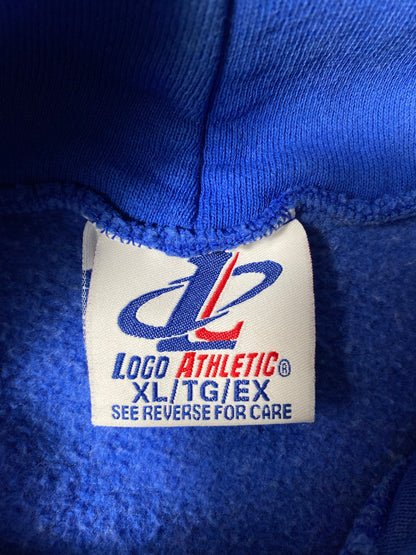 LOGO ATHLETIC®
XL/TG/EX
SEE REVERSE FOR CARE